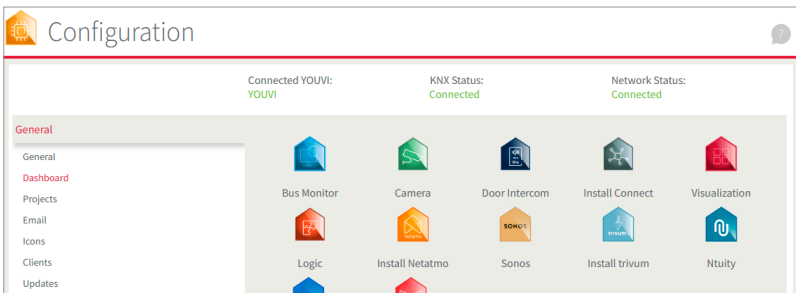 Configuration
?
Connected YOUVI: KNX Status: Network Status:
YOUVI Connected Connected
General
General
Dashboard
Projects
Email
Icons
Clients
Updates
Bus Monitor Camera Door Intercom Install Connect Visualization
SONOS trivum
Logic Install Netatmo Sonos Install trivum Ntuity